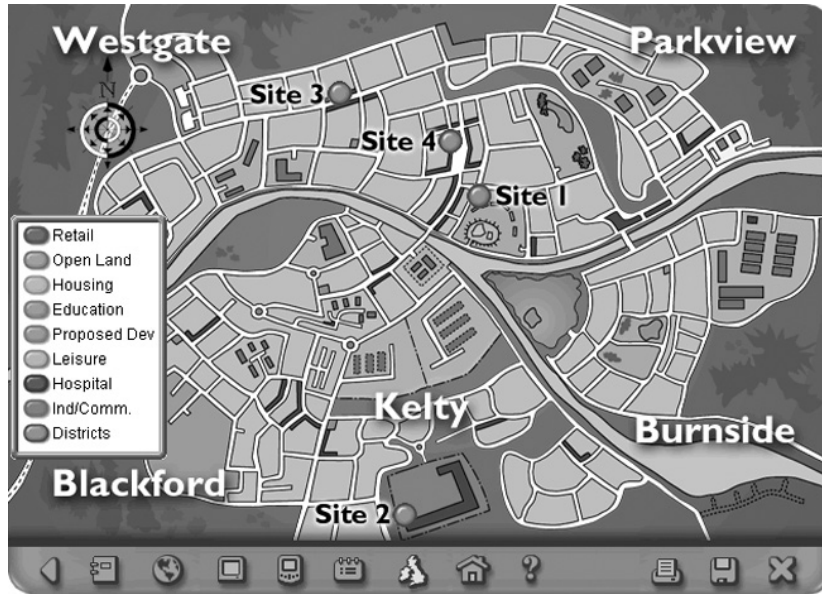 Westgate
Parkview
N
Site 3
Site 4
Site 1
Retail
Open Land
Housing
Education
Proposed Dev
Leisure
Hospital
Ind/Comm.
Districts
Kelty
Burnside
Blackford
Site 2
?